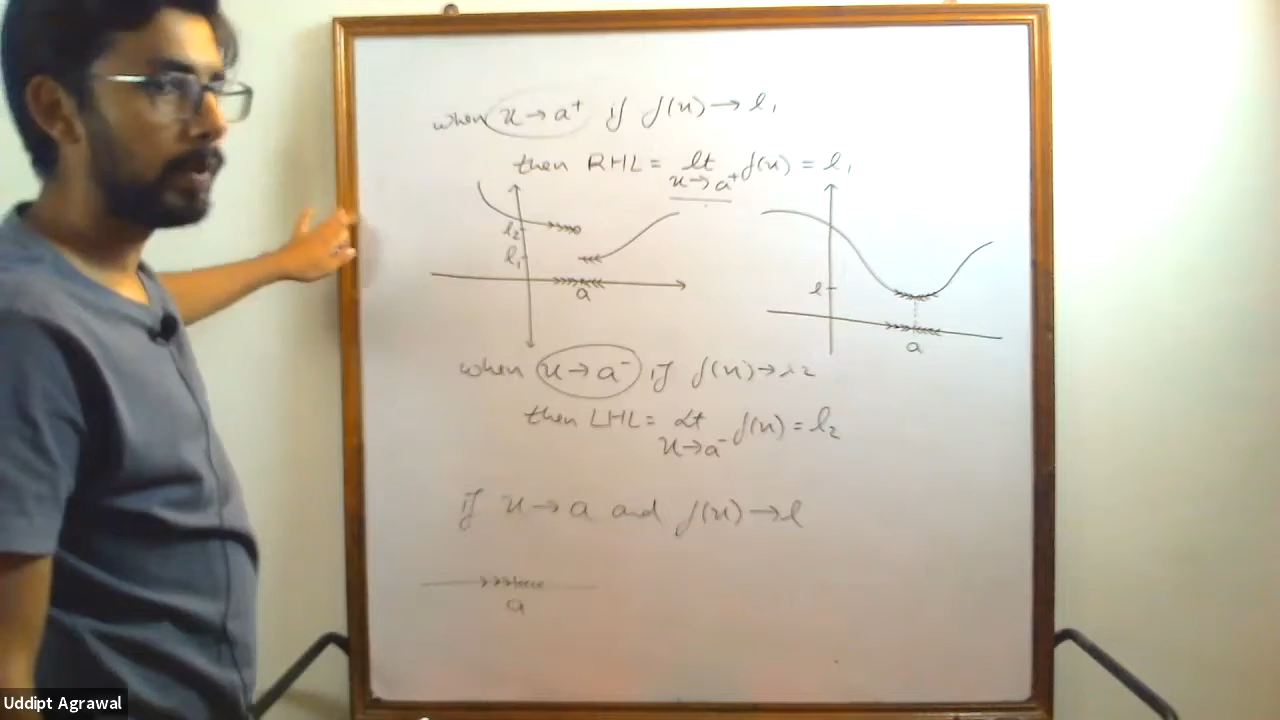 when x → a⁺ if f(x) → l₁
then RHL = lt f(x) = l₁
x → a⁺
l₂
l₁
a
l
a
when x → a⁻ if f(x) → l₂
then LHL = Lt f(x) = l₂
x → a⁻
if x → a and f(x) → l
a
Uddipt Agrawal